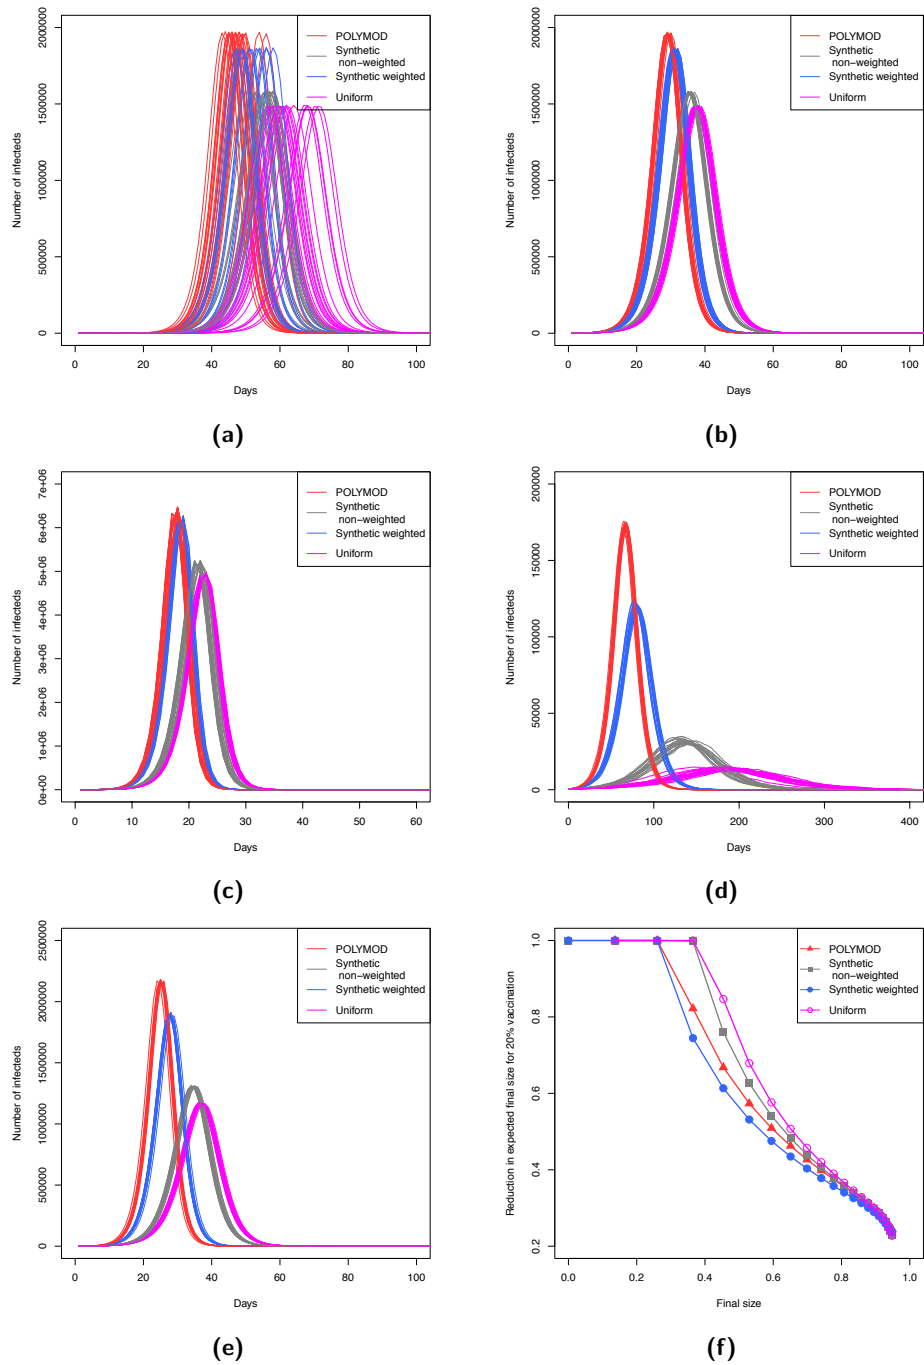 2000000
1500000
1000000
500000
0
Number of infecteds
POLYMOD
Synthetic
non−weighted
Synthetic weighted
Uniform
0 20 40 60 80 100
Days
(a)
2000000
1500000
1000000
500000
0
Number of infecteds
POLYMOD
Synthetic
non−weighted
Synthetic weighted
Uniform
0 20 40 60 80 100
Days
(b)
7e+06
6e+06
5e+06
4e+06
3e+06
2e+06
1e+06
0e+00
Number of infecteds
POLYMOD
Synthetic
non−weighted
Synthetic weighted
Uniform
0 10 20 30 40 50 60
Days
(c)
200000
150000
100000
50000
0
Number of infecteds
POLYMOD
Synthetic
non−weighted
Synthetic weighted
Uniform
0 100 200 300 400
Days
(d)
2500000
2000000
1500000
1000000
500000
0
Number of infecteds
POLYMOD
Synthetic
non−weighted
Synthetic weighted
Uniform
0 20 40 60 80 100
Days
(e)
1.0
0.8
0.6
0.4
0.2
Reduction in expected final size for 20% vaccination
POLYMOD
Synthetic
non−weighted
Synthetic weighted
Uniform
0.0 0.2 0.4 0.6 0.8 1.0
Final size
(f)